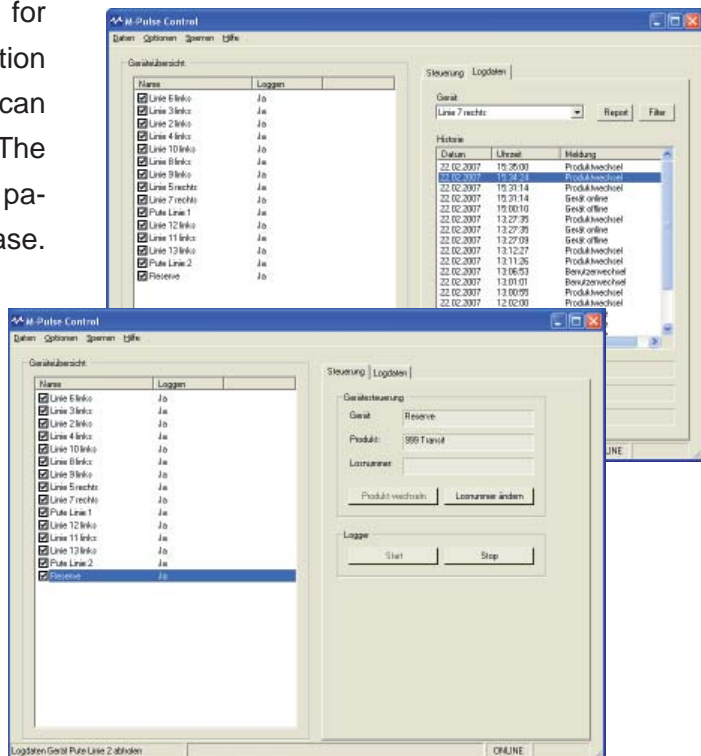 for
tion
can
The
pa-
ase.
M-Pulse Control
Daten Optionen Sperren Hilfe
Geräteübersicht
Name Loggen
Linie 6 links Ja
Linie 3 links Ja
Linie 2 links Ja
Linie 4 links Ja
Linie 10 links Ja
Linie 8 links Ja
Linie 9 links Ja
Linie 5 rechts Ja
Linie 7 rechts Ja
Pute Linie 1 Ja
Linie 12 links Ja
Linie 11 links Ja
Linie 13 links Ja
Pute Linie 2 Ja
Reserve Ja
Steuerung Logdaten
Gerät
Linie 7 rechts Report Filter
Historie
Datum Uhrzeit Meldung
22.02.2007 15:35:00 Produktwechsel
22.02.2007 15:34:24 Produktwechsel
22.02.2007 15:31:14 Produktwechsel
22.02.2007 15:31:14 Gerät online
22.02.2007 15:00:10 Gerät offline
22.02.2007 13:27:35 Produktwechsel
22.02.2007 13:27:35 Gerät online
22.02.2007 13:27:09 Gerät offline
22.02.2007 13:12:27 Produktwechsel
22.02.2007 13:11:26 Produktwechsel
22.02.2007 13:06:53 Benutzerwechsel
22.02.2007 13:01:01 Benutzerwechsel
22.02.2007 13:00:55 Produktwechsel
22.02.2007 12:02:00 Produktwechsel
LINE
M-Pulse Control
Daten Optionen Sperren Hilfe
Geräteübersicht
Name Loggen
Linie 6 links Ja
Linie 3 links Ja
Linie 2 links Ja
Linie 4 links Ja
Linie 10 links Ja
Linie 8 links Ja
Linie 9 links Ja
Linie 5 rechts Ja
Linie 7 rechts Ja
Pute Linie 1 Ja
Linie 12 links Ja
Linie 11 links Ja
Linie 13 links Ja
Pute Linie 2 Ja
Reserve Ja
Steuerung Logdaten
Gerätesteuerung
Gerät Reserve
Produkt: 999 Transit
Losnummer
Produkt wechseln Losnummer ändern
Logger
Start Stop
Logdaten Gerät Pute Linie 2 abholen ONLINE